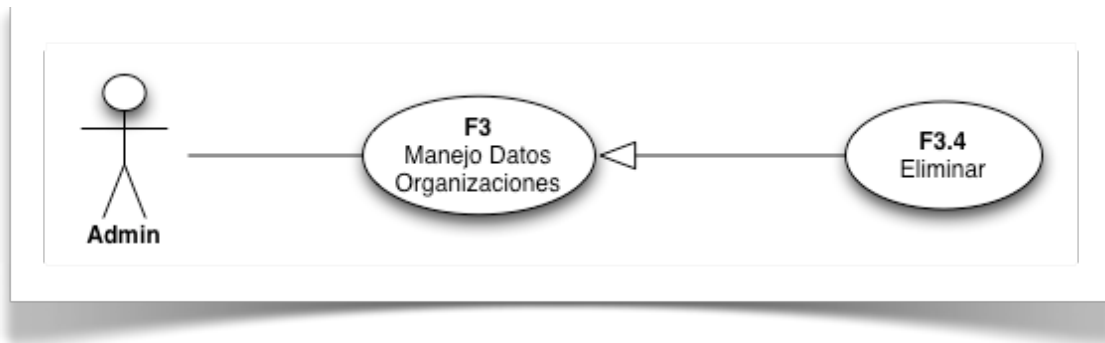 Admin
F3
Manejo Datos
Organizaciones
F3.4
Eliminar